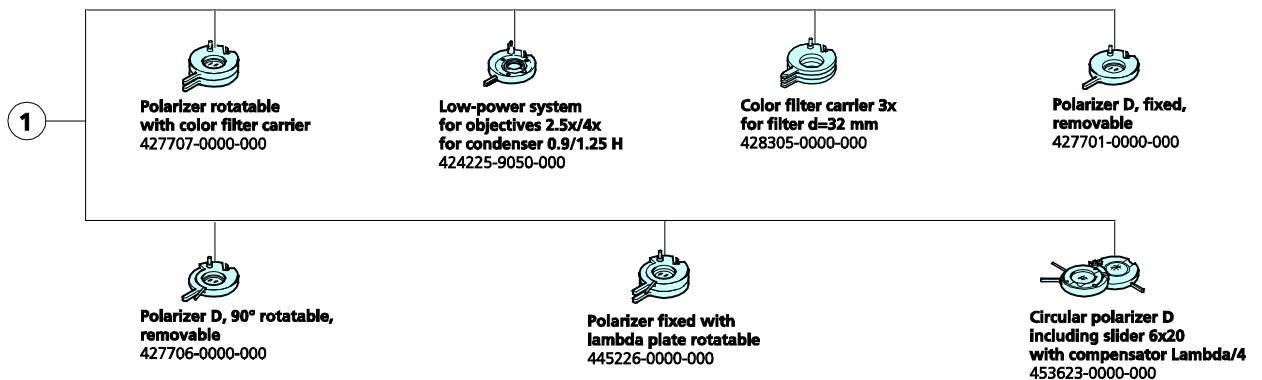 1
Polarizer rotatable
with color filter carrier
427707-0000-000
Low-power system
for objectives 2.5x/4x
for condenser 0.9/1.25 H
424225-9050-000
Color filter carrier 3x
for filter d=32 mm
428305-0000-000
Polarizer D, fixed,
removable
427701-0000-000
Polarizer D, 90° rotatable,
removable
427706-0000-000
Polarizer fixed with
lambda plate rotatable
445226-0000-000
Circular polarizer D
including slider 6x20
with compensator Lambda/4
453623-0000-000